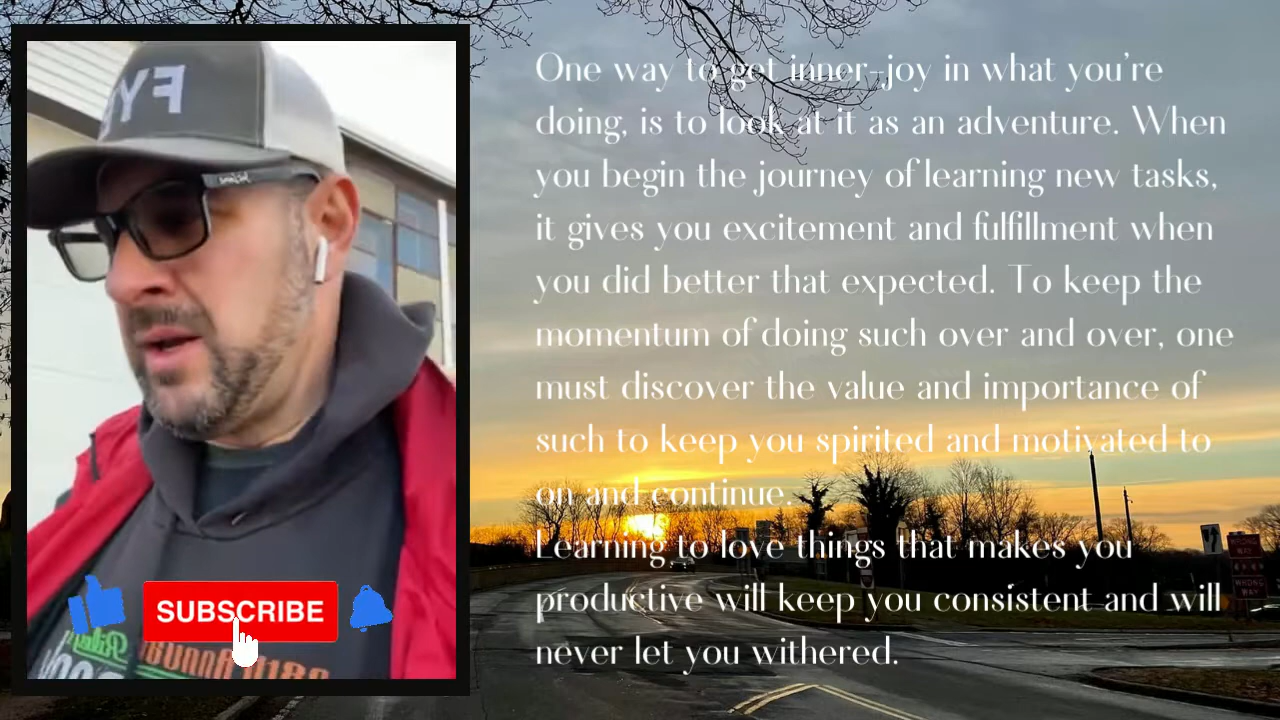 FYB
One way to get inner-joy in what you're
doing, is to look at it as an adventure. When
you begin the journey of learning new tasks,
it gives you excitement and fulfillment when
you did better that expected. To keep the
momentum of doing such over and over, one
must discover the value and importance of
such to keep you spirited and motivated to
on and continue.
Learning to love things that makes you
productive will keep you consistent and will
never let you withered.
SUBSCRIBE
WRONG
WAY